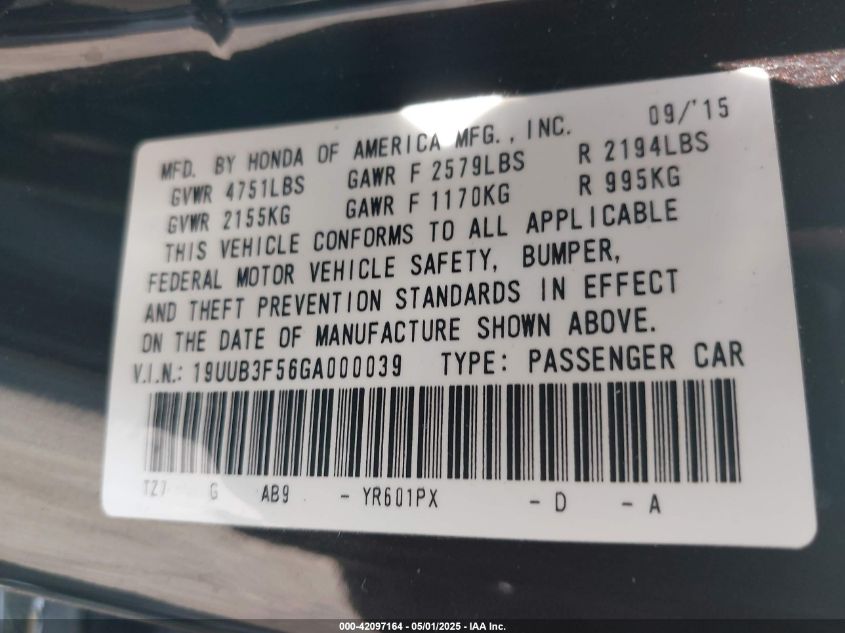 09/'15
MFD. BY HONDA OF AMERICA MFG., INC.
GVWR 4751LBS GAWR F 2579LBS R 2194LBS
GVWR 2155KG GAWR F 1170KG R 995KG
THIS VEHICLE CONFORMS TO ALL APPLICABLE
FEDERAL MOTOR VEHICLE SAFETY, BUMPER,
AND THEFT PREVENTION STANDARDS IN EFFECT
ON THE DATE OF MANUFACTURE SHOWN ABOVE.
V.I.N.: 19UUB3F56GA000039 TYPE: PASSENGER CAR
G AB9 - YR601PX - D - A
000-42097164 - 05/01/2025 - IAA Inc.